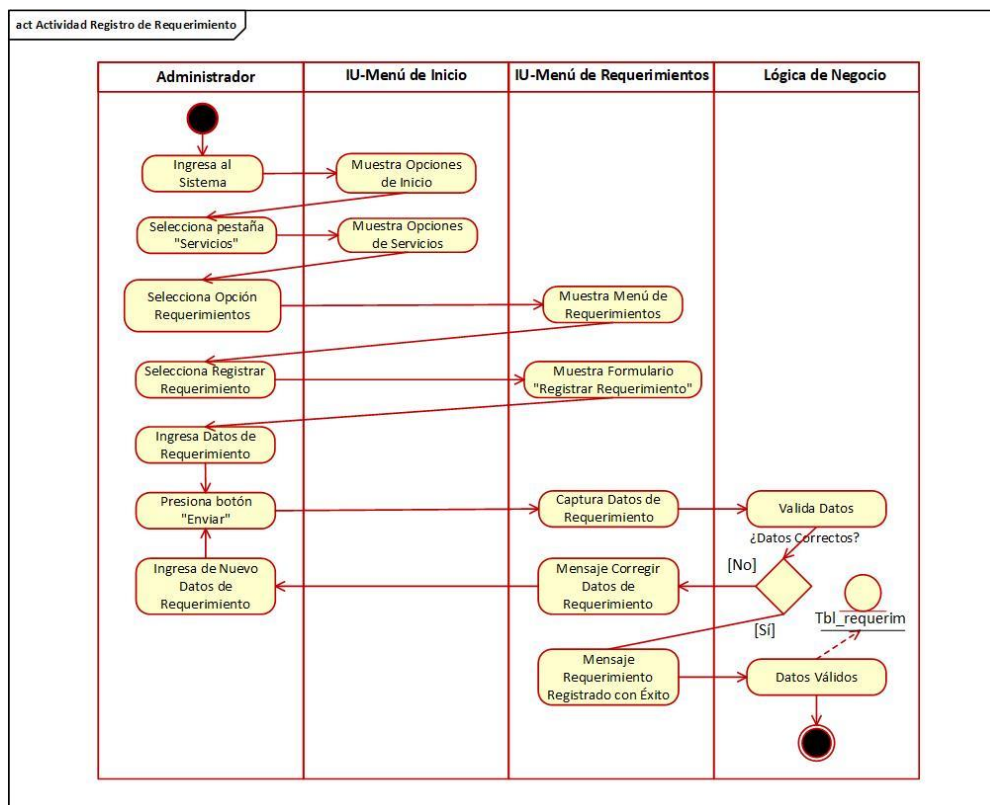 act Actividad Registro de Requerimiento
Administrador
IU-Menú de Inicio
IU-Menú de Requerimientos
Lógica de Negocio
Ingresa al
Sistema
Muestra Opciones
de Inicio
Selecciona pestaña
"Servicios"
Muestra Opciones
de Servicios
Selecciona Opción
Requerimientos
Muestra Menú de
Requerimientos
Selecciona Registrar
Requerimiento
Muestra Formulario
"Registrar Requerimiento"
Ingresa Datos de
Requerimiento
Presiona botón
"Enviar"
Captura Datos de
Requerimiento
Valida Datos
¿Datos Correctos?
[No]
Mensaje Corregir
Datos de
Requerimiento
Ingresa de Nuevo
Datos de
Requerimiento
Tbl_requerim
[Sí]
Mensaje
Requerimiento
Registrado con Éxito
Datos Válidos